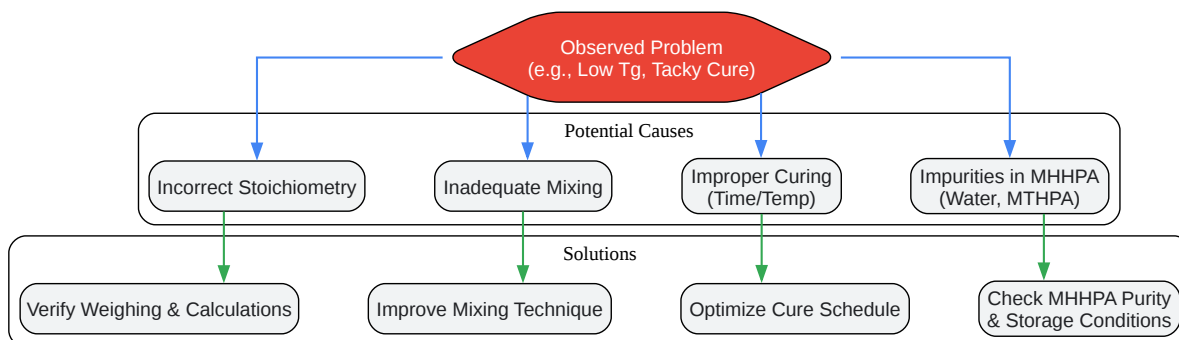 Observed Problem
(e.g., Low Tg, Tacky Cure)
Potential Causes
Incorrect Stoichiometry
Inadequate Mixing
Improper Curing
(Time/Temp)
Impurities in MHHPA
(Water, MTHPA)
Solutions
Verify Weighing & Calculations
Improve Mixing Technique
Optimize Cure Schedule
Check MHHPA Purity
& Storage Conditions